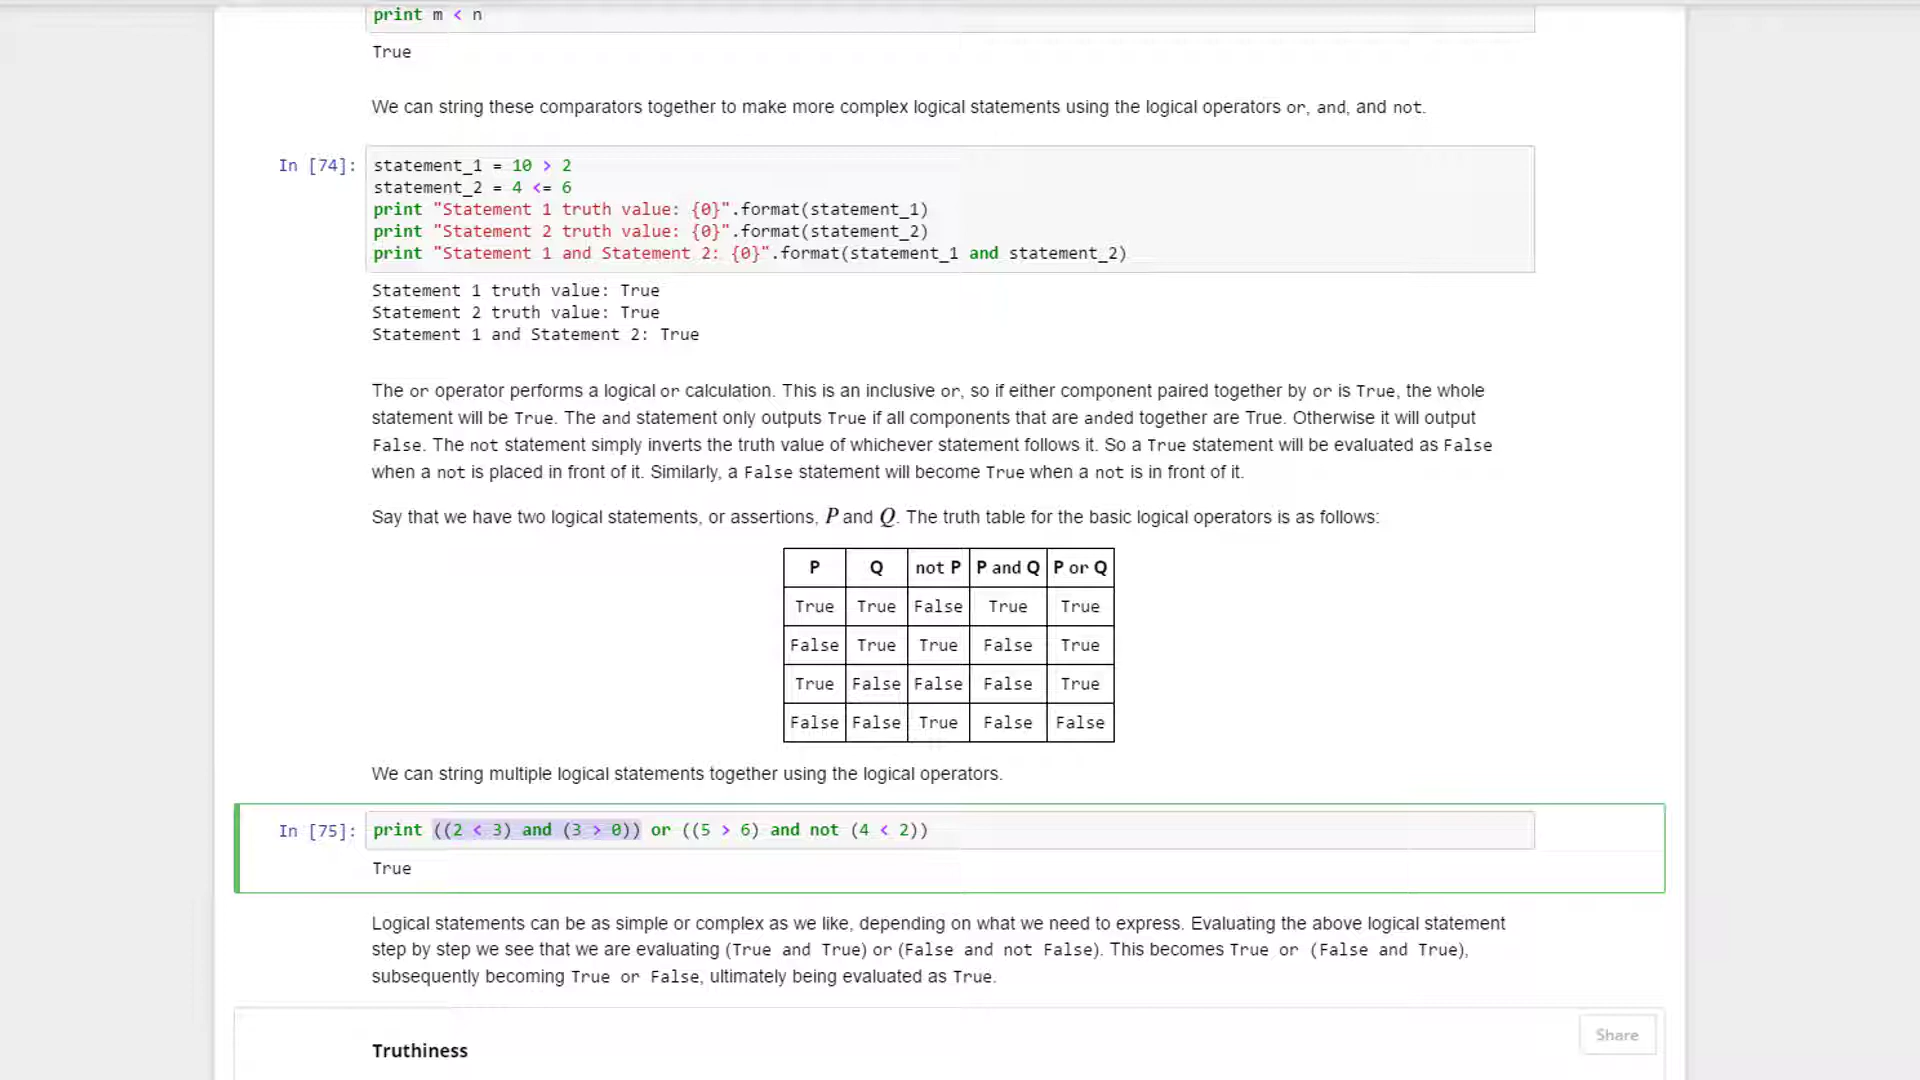 print m < n
True
We can string these comparators together to make more complex logical statements using the logical operators or, and, and not.
In [74]:
statement_1 = 10 > 2
statement_2 = 4 <= 6
print "Statement 1 truth value: {0}".format(statement_1)
print "Statement 2 truth value: {0}".format(statement_2)
print "Statement 1 and Statement 2: {0}".format(statement_1 and statement_2)
Statement 1 truth value: True
Statement 2 truth value: True
Statement 1 and Statement 2: True
The or operator performs a logical or calculation. This is an inclusive or, so if either component paired together by or is True, the whole
statement will be True. The and statement only outputs True if all components that are anded together are True. Otherwise it will output
False. The not statement simply inverts the truth value of whichever statement follows it. So a True statement will be evaluated as False
when a not is placed in front of it. Similarly, a False statement will become True when a not is in front of it.
Say that we have two logical statements, or assertions, P and Q. The truth table for the basic logical operators is as follows:
P Q not P P and Q P or Q
True True False True True
False True True False True
True False False False True
False False True False False
We can string multiple logical statements together using the logical operators.
In [75]: print ((2 < 3) and (3 > 0)) or ((5 > 6) and not (4 < 2))
True
Logical statements can be as simple or complex as we like, depending on what we need to express. Evaluating the above logical statement
step by step we see that we are evaluating (True and True) or (False and not False). This becomes True or (False and True),
subsequently becoming True or False, ultimately being evaluated as True.
Share
Truthiness